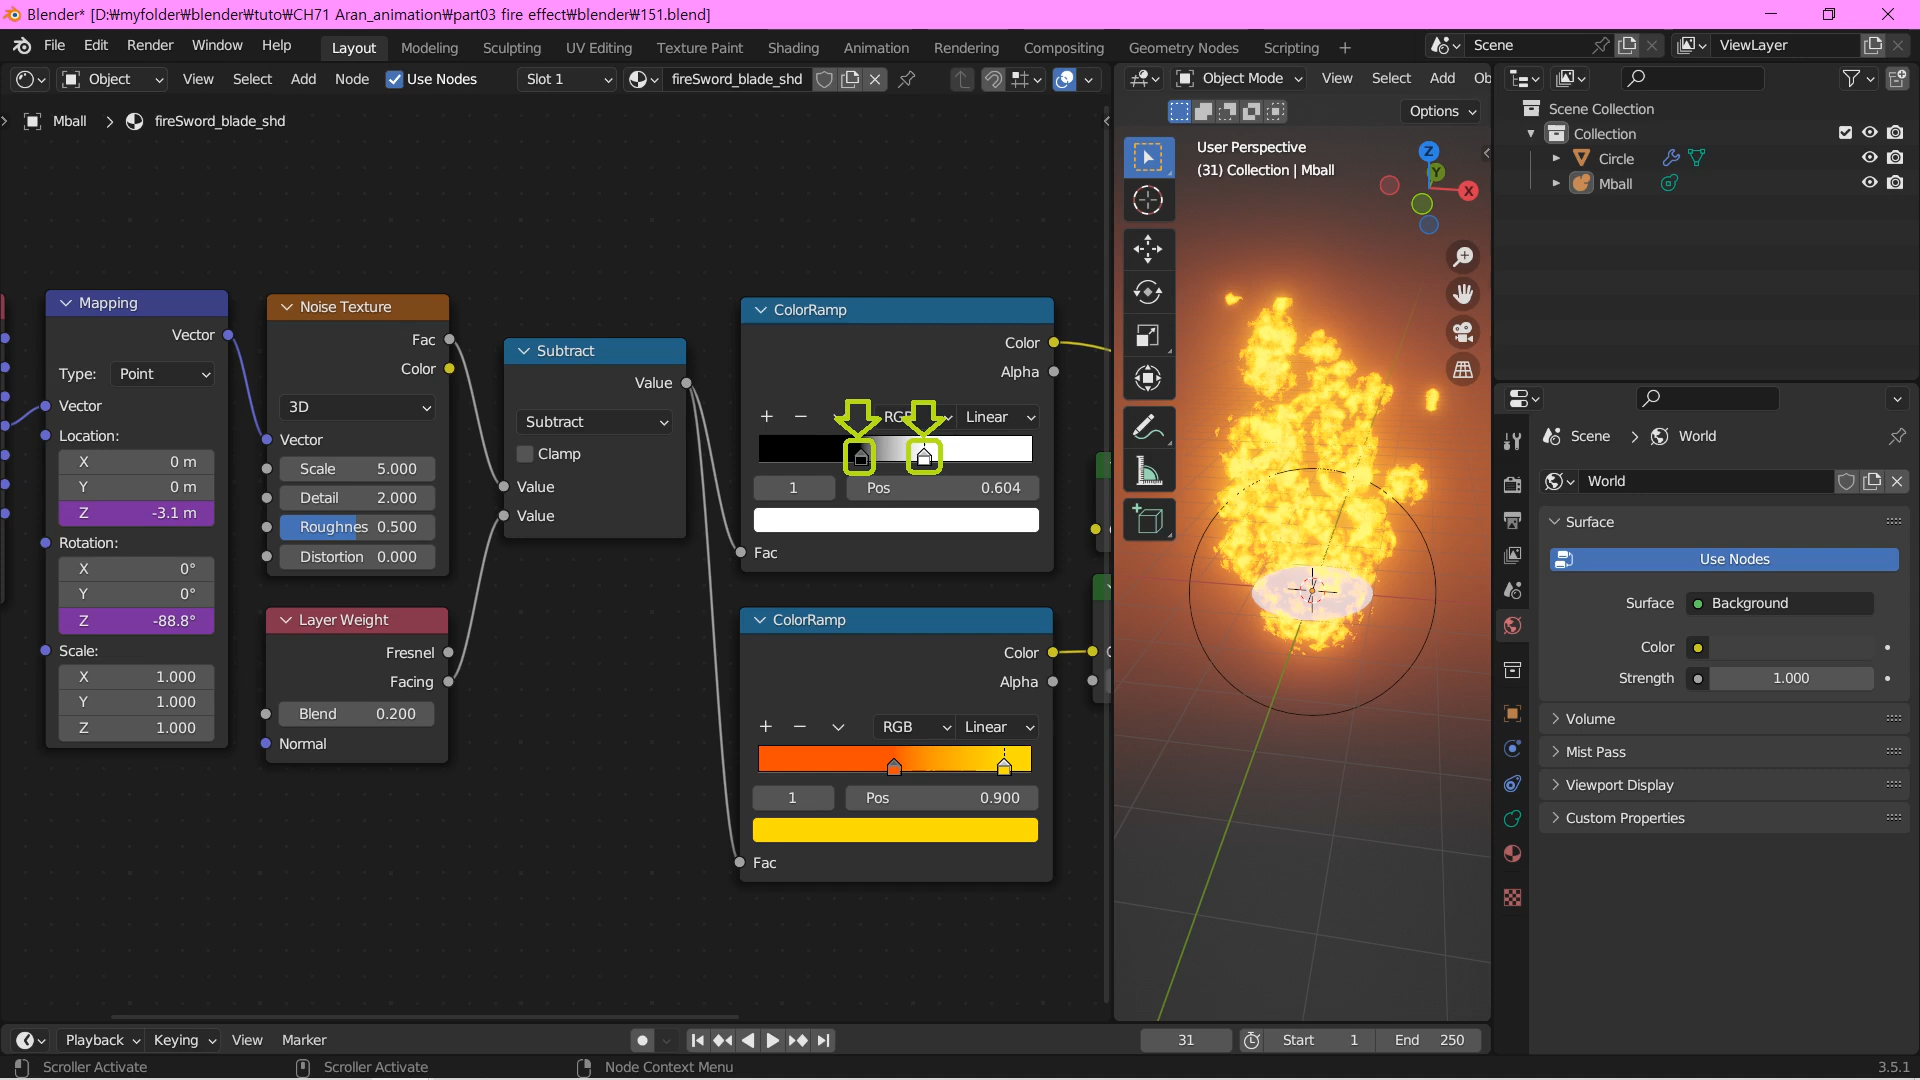 Blender* [D:₩myfolder₩blender₩tuto₩CH71 Aran_animation₩part03 fire effect₩blender₩151.blend]
File Edit Render Window Help Layout Modeling Sculpting UV Editing Texture Paint Shading Animation Rendering Compositing Geometry Nodes Scripting + Scene ViewLayer
Object View Select Add Node Use Nodes Slot 1 fireSword_blade_shd
Mball > fireSword_blade_shd
Mapping
Vector
Type: Point
Vector
Location:
X 0 m
Y 0 m
Z -3.1 m
Rotation:
X 0°
Y 0°
Z -88.8°
Scale:
X 1.000
Y 1.000
Z 1.000
Noise Texture
Fac
Color
3D
Vector
Scale 5.000
Detail 2.000
Roughnes 0.500
Distortion 0.000
Layer Weight
Fresnel
Facing
Blend 0.200
Normal
Subtract
Value
Subtract
Clamp
Value
Value
ColorRamp
Color
Alpha
+ − Linear
1 Pos 0.604
Fac
ColorRamp
Color
Alpha
+ − RGB Linear
1 Pos 0.900
Fac
Object Mode View Select Add Ob
Options
User Perspective
(31) Collection | Mball
Z
Y
X
Scene Collection
Collection
Circle
Mball
Scene > World
World
Surface
Use Nodes
Surface Background
Color
Strength 1.000
Volume
Mist Pass
Viewport Display
Custom Properties
Playback Keying View Marker 31 Start 1 End 250
Scroller Activate Scroller Activate Node Context Menu 3.5.1